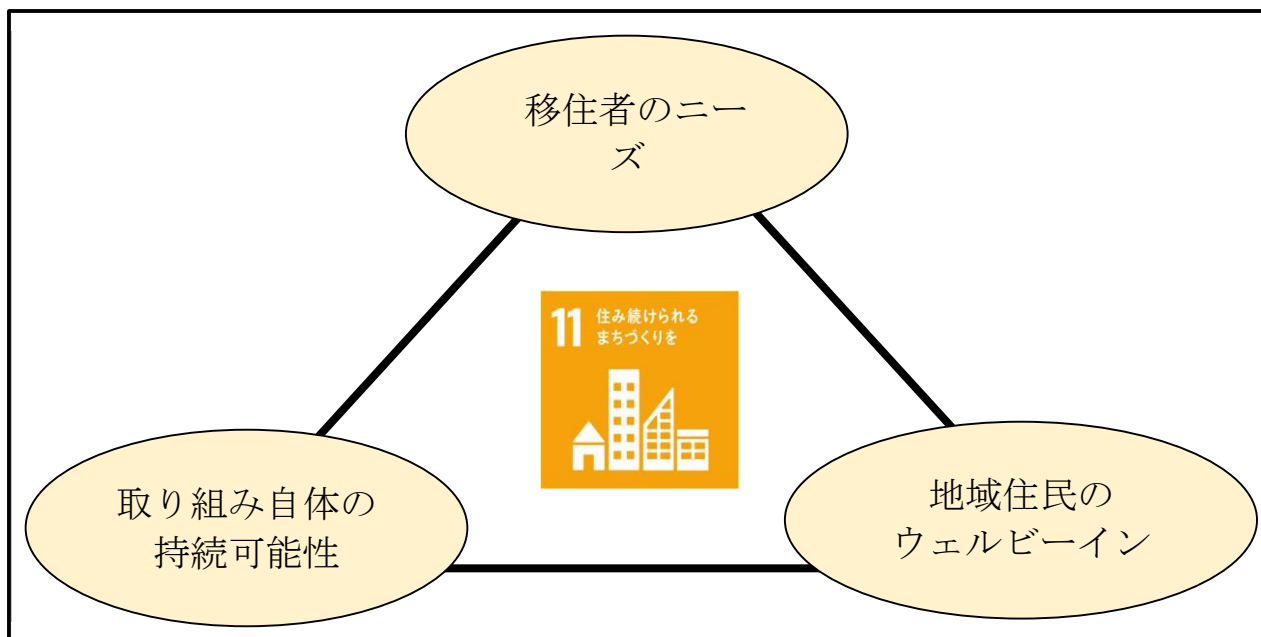 移住者のニー
ズ
11 住み続けられる
まちづくりを
取り組み自体の
持続可能性
地域住民の
ウェルビーイン